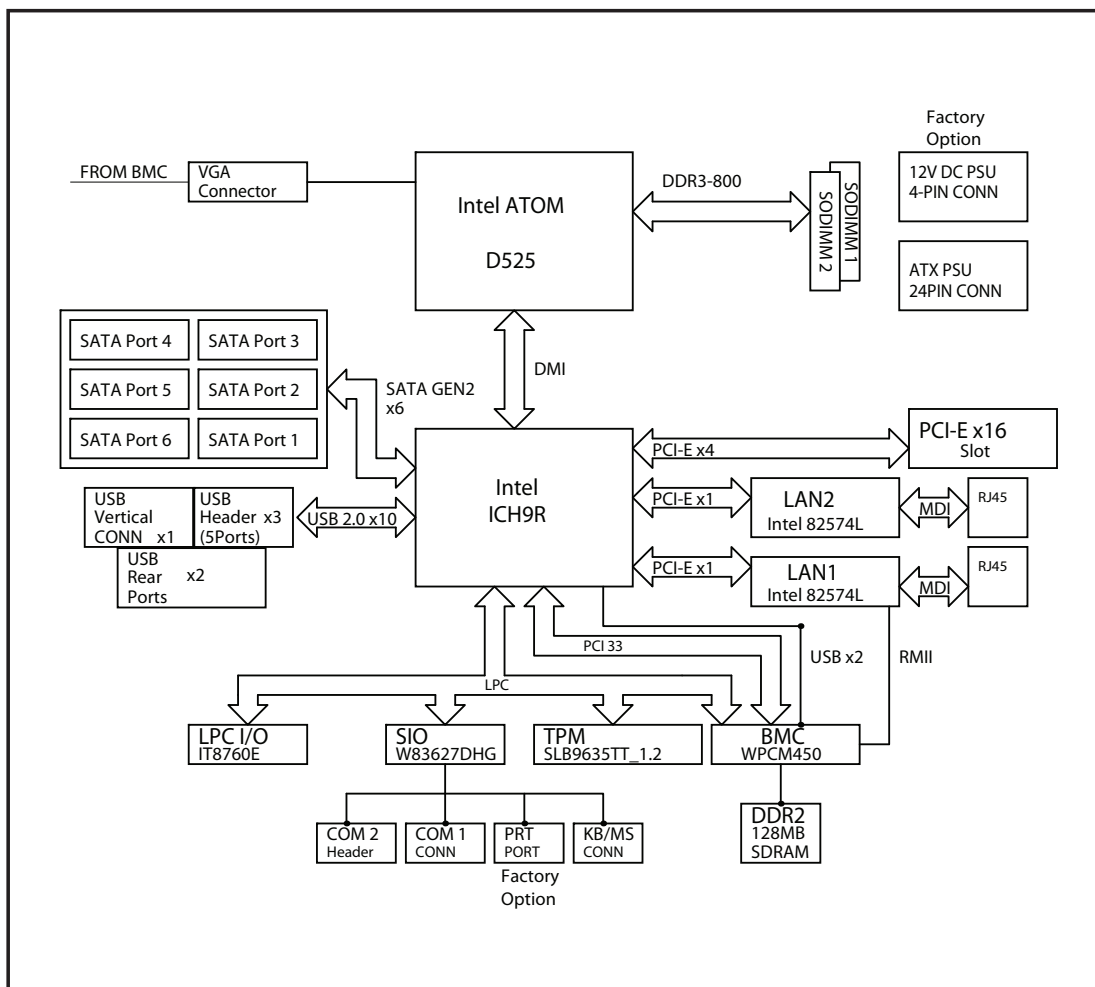 Factory
Option
FROM BMC
VGA
Connector
Intel ATOM
D525
DDR3-800
SODIMM 1
SODIMM 2
12V DC PSU
4-PIN CONN
ATX PSU
24PIN CONN
SATA Port 4
SATA Port 3
SATA Port 5
SATA Port 2
SATA Port 6
SATA Port 1
SATA GEN2
x6
DMI
Intel
ICH9R
PCI-E x4
PCI-E x16
Slot
PCI-E x1
LAN2
Intel 82574L
MDI
RJ45
PCI-E x1
LAN1
Intel 82574L
MDI
RJ45
USB
Vertical
CONN x1
USB
Header x3
(5Ports)
USB 2.0 x10
USB
Rear x2
Ports
PCI 33
USB x2
RMII
LPC
LPC I/O
IT8760E
SIO
W83627DHG
TPM
SLB9635TT_1.2
BMC
WPCM450
COM 2
Header
COM 1
CONN
PRT
PORT
KB/MS
CONN
Factory
Option
DDR2
128MB
SDRAM